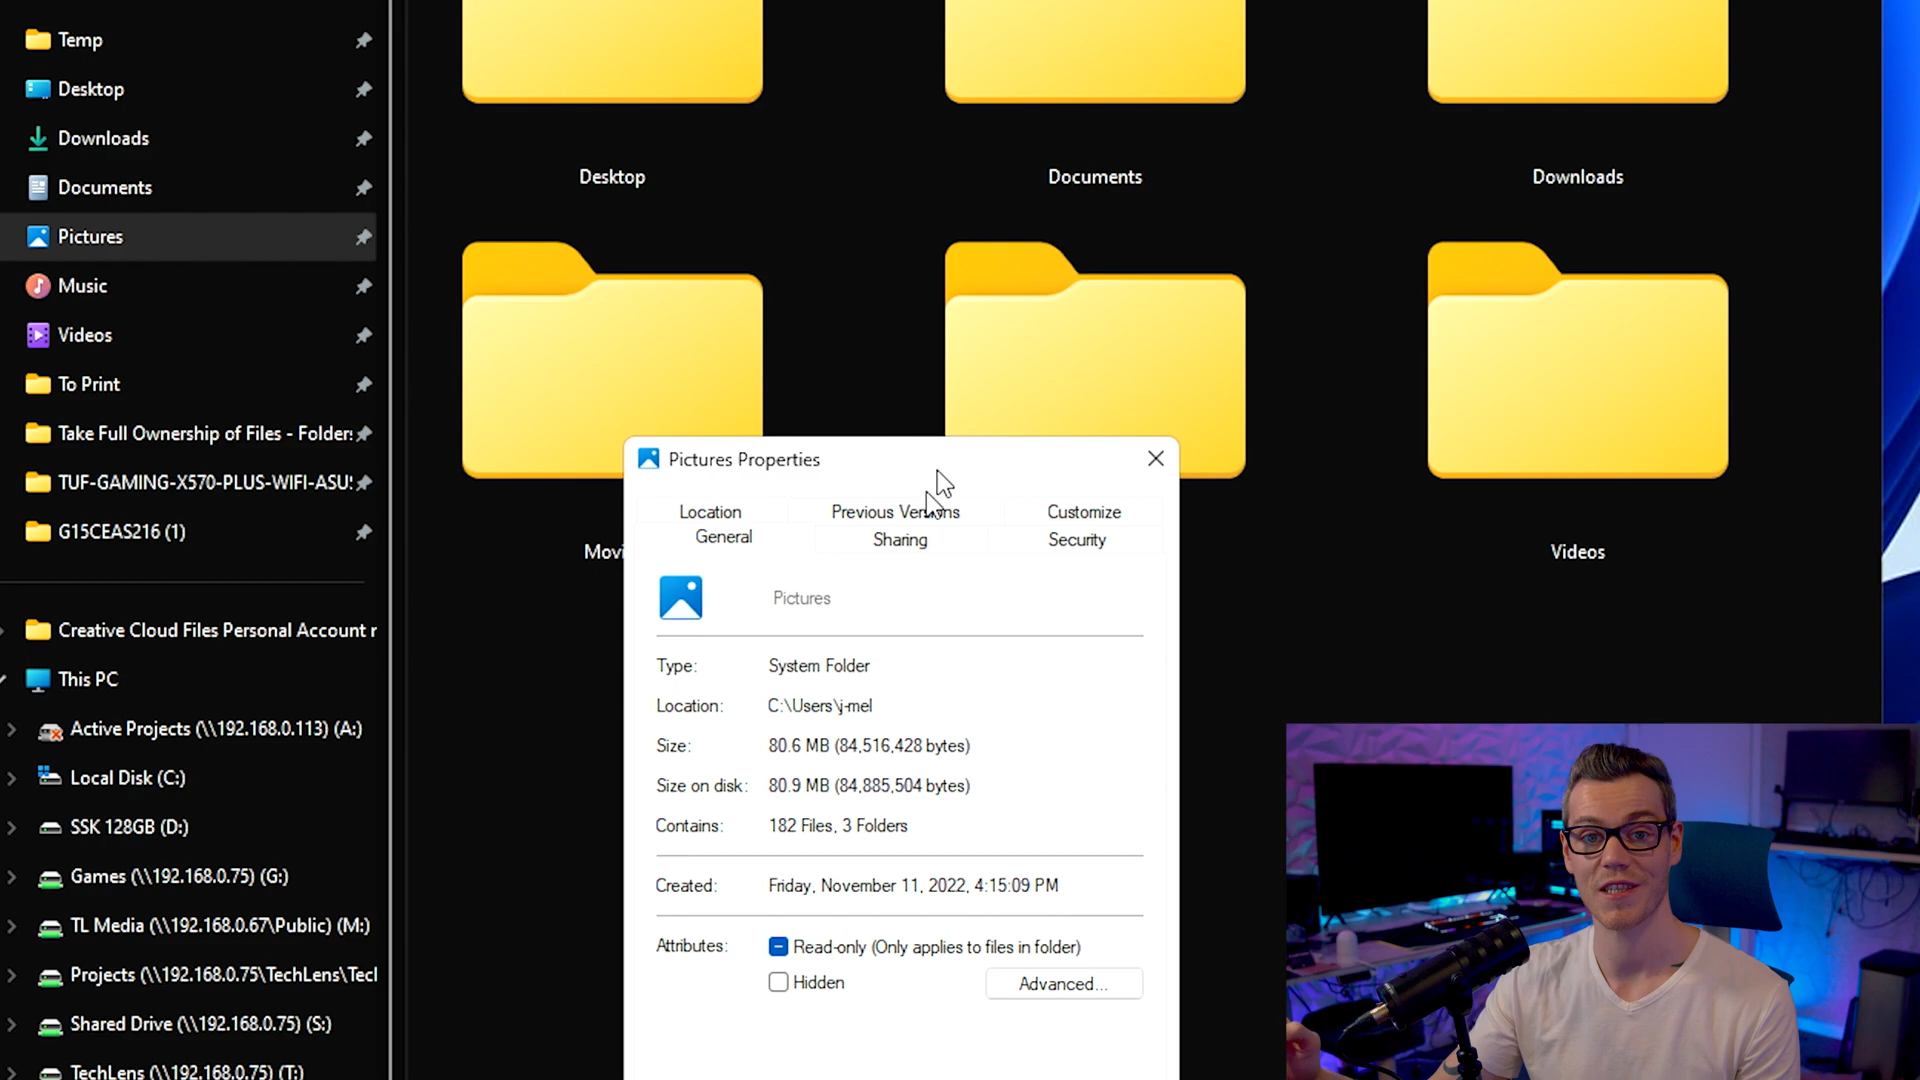 Temp
Desktop
Downloads
Documents
Pictures
Music
Videos
To Print
Take Full Ownership of Files - Folder
TUF-GAMING-X570-PLUS-WIFI-ASU
G15CEAS216 (1)
Creative Cloud Files Personal Account
This PC
Active Projects (\\192.168.0.113) (A:)
Local Disk (C:)
SSK 128GB (D:)
Games (\\192.168.0.75) (G:)
TL Media (\\192.168.0.67\Public) (M:)
Projects (\\192.168.0.75\TechLens\Tecl
Shared Drive (\\192.168.0.75) (S:)
TechLens (\\192.168.0.75) (T:)
Desktop
Documents
Downloads
Movi
Videos
Pictures Properties
Location
Previous Versions
Customize
General
Sharing
Security
Pictures
Type: System Folder
Location: C:\Users\j-mel
Size: 80.6 MB (84,516,428 bytes)
Size on disk: 80.9 MB (84,885,504 bytes)
Contains: 182 Files, 3 Folders
Created: Friday, November 11, 2022, 4:15:09 PM
Attributes: Read-only (Only applies to files in folder)
Hidden
Advanced...